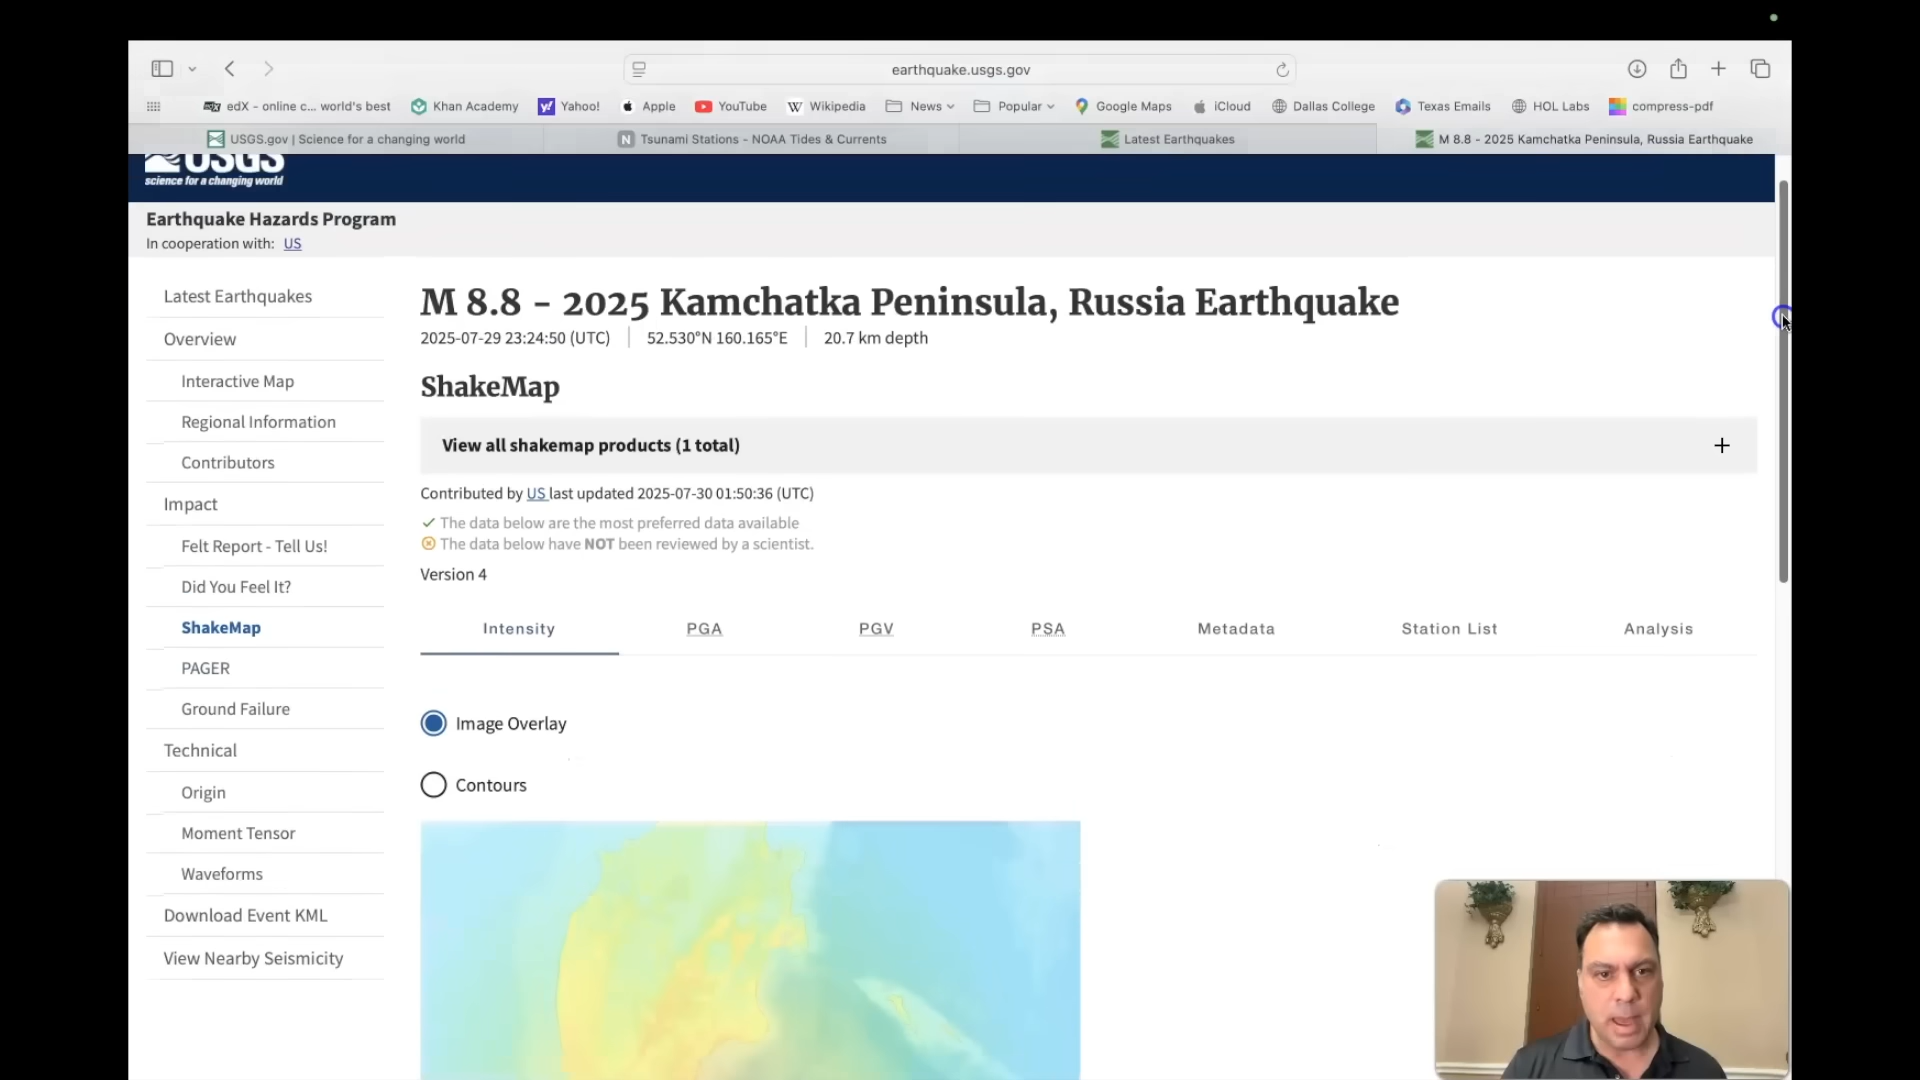 earthquake.usgs.gov
edX - online c... world's best
Khan Academy
Yahoo!
Apple
YouTube
Wikipedia
News
Popular
Google Maps
iCloud
Dallas College
Texas Emails
HOL Labs
compress-pdf
USGS.gov | Science for a changing world
Tsunami Stations - NOAA Tides & Currents
Latest Earthquakes
M 8.8 - 2025 Kamchatka Peninsula, Russia Earthquake
USGS
science for a changing world
Earthquake Hazards Program
In cooperation with: US
Latest Earthquakes
Overview
Interactive Map
Regional Information
Contributors
Impact
Felt Report - Tell Us!
Did You Feel It?
ShakeMap
PAGER
Ground Failure
Technical
Origin
Moment Tensor
Waveforms
Download Event KML
View Nearby Seismicity
M 8.8 - 2025 Kamchatka Peninsula, Russia Earthquake
2025-07-29 23:24:50 (UTC)
52.530°N 160.165°E
20.7 km depth
ShakeMap
View all shakemap products (1 total)
Contributed by US last updated 2025-07-30 01:50:36 (UTC)
The data below are the most preferred data available
The data below have NOT been reviewed by a scientist.
Version 4
Intensity
PGA
PGV
PSA
Metadata
Station List
Analysis
Image Overlay
Contours